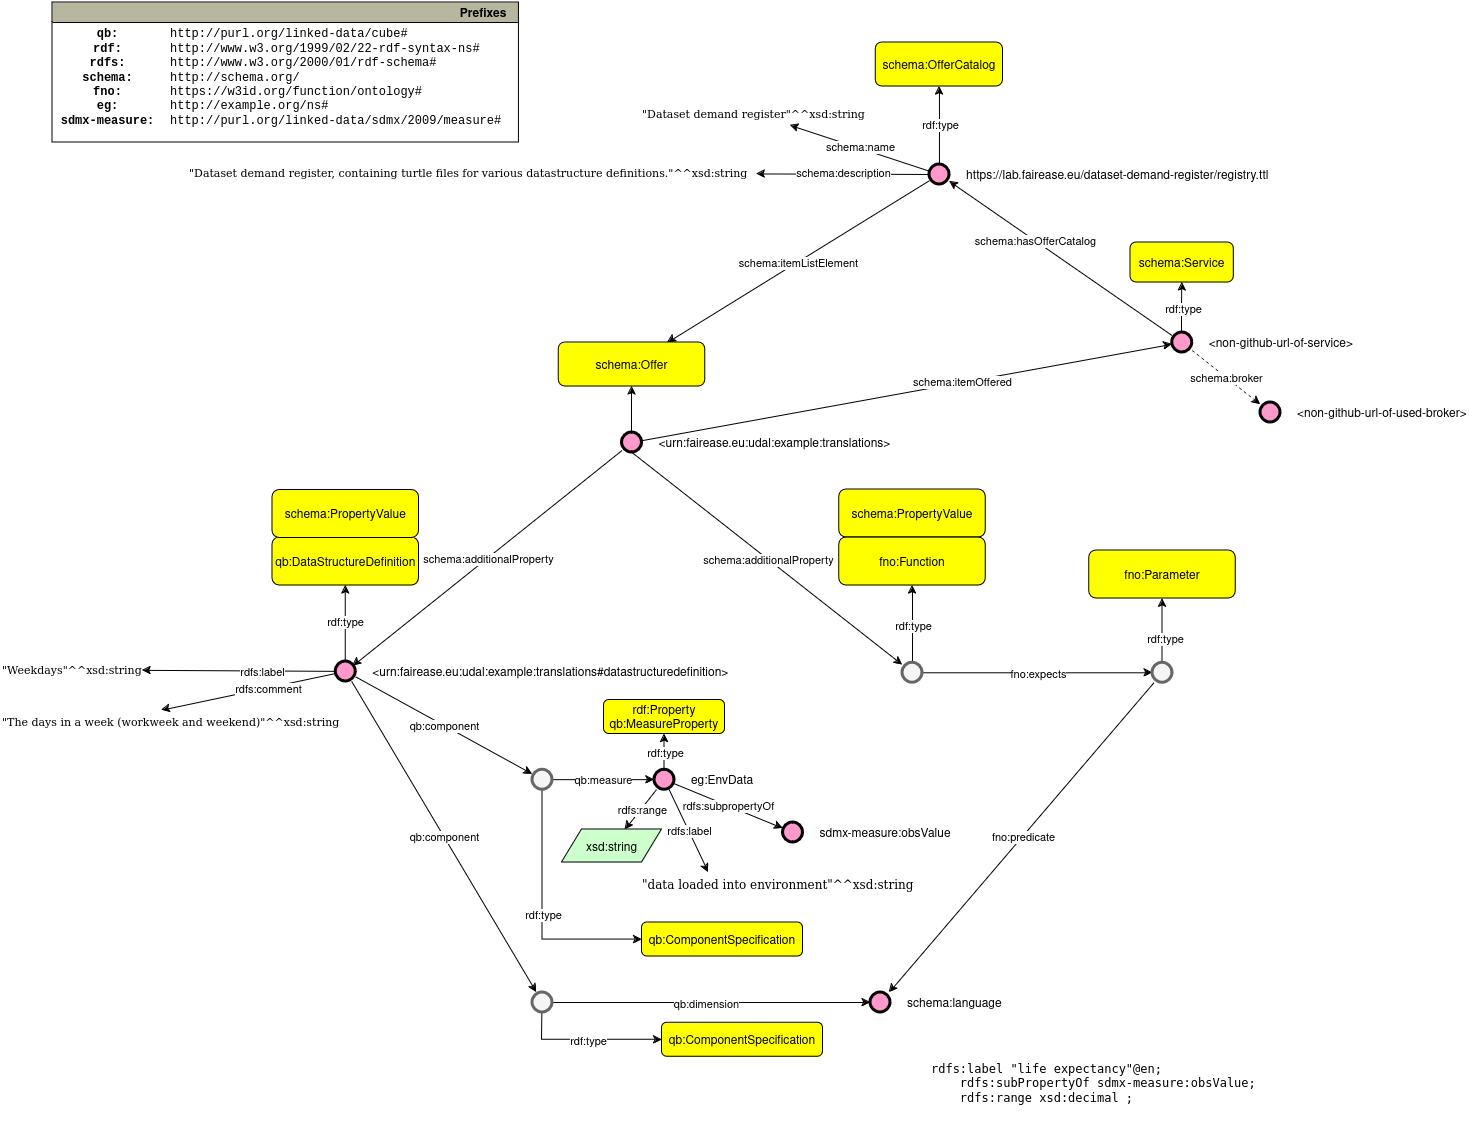 Prefixes
qb: http://purl.org/linked-data/cube#
rdf: http://www.w3.org/1999/02/22-rdf-syntax-ns#
rdfs: http://www.w3.org/2000/01/rdf-schema#
schema: http://schema.org/
fno: https://w3id.org/function/ontology#
eg: http://example.org/ns#
sdmx-measure: http://purl.org/linked-data/sdmx/2009/measure#
schema:OfferCatalog
"Dataset demand register"^^xsd:string
rdf:type
schema:name
"Dataset demand register, containing turtle files for various datastructure definitions."^^xsd:string
schema:description
https://lab.fairease.eu/dataset-demand-register/registry.ttl
schema:hasOfferCatalog
schema:itemListElement
schema:Service
rdf:type
<non-github-url-of-service>
schema:Offer
schema:itemOffered
schema:broker
<non-github-url-of-used-broker>
<urn:fairease.eu:udal:example:translations>
schema:PropertyValue
qb:DataStructureDefinition
schema:additionalProperty
schema:additionalProperty
schema:PropertyValue
fno:Function
fno:Parameter
rdf:type
rdf:type
rdf:type
"Weekdays"^^xsd:string
rdfs:label
<urn:fairease.eu:udal:example:translations#datastructuredefinition>
fno:expects
rdfs:comment
"The days in a week (workweek and weekend)"^^xsd:string
qb:component
rdf:Property
qb:MeasureProperty
rdf:type
qb:measure
eg:EnvData
rdfs:range
rdfs:subpropertyOf
rdfs:label
sdmx-measure:obsValue
qb:component
fno:predicate
xsd:string
"data loaded into environment"^^xsd:string
rdf:type
qb:ComponentSpecification
qb:dimension
schema:language
rdf:type
qb:ComponentSpecification
rdfs:label "life expectancy"@en;
rdfs:subPropertyOf sdmx-measure:obsValue;
rdfs:range xsd:decimal ;